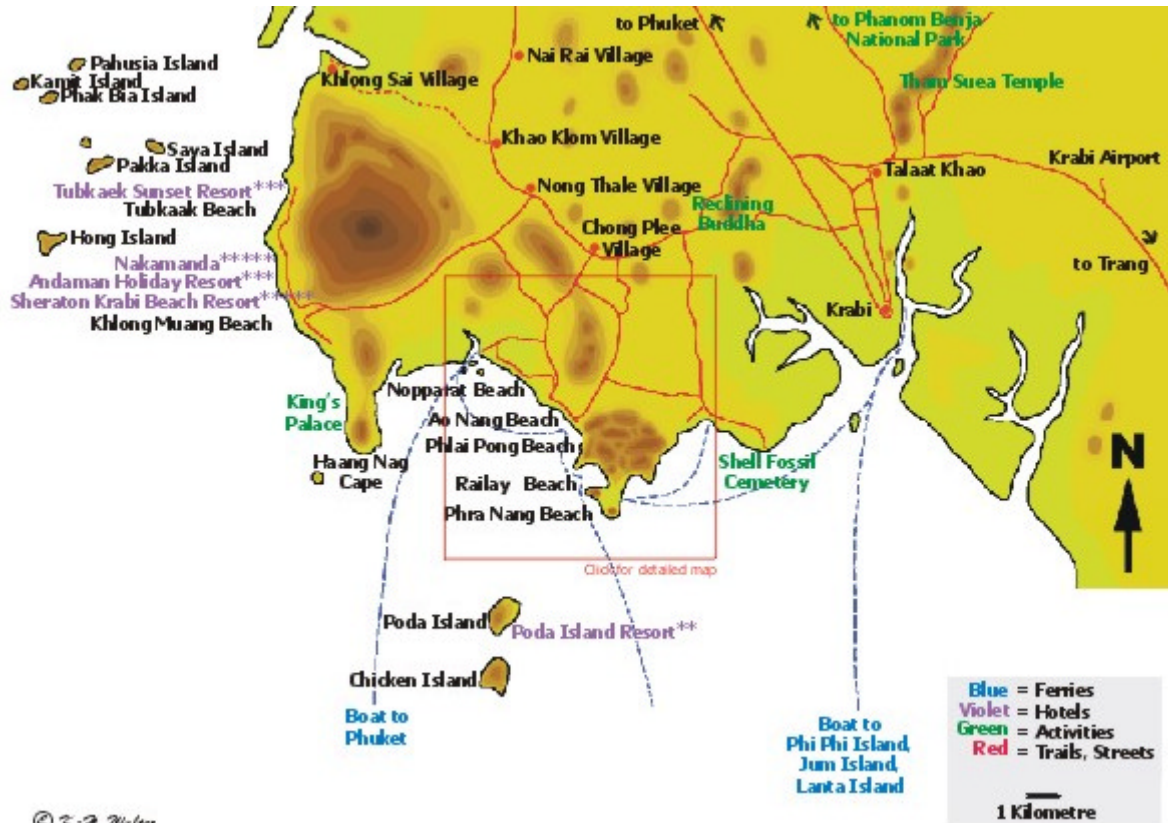 to Phuket
to Phanom Benja
National Park
Pahusia Island
Kamit Island
Phak Bia Island
Khlong Sai Village
Nai Rai Village
Tham Suea Temple
Saya Island
Pakka Island
Khao Klom Village
Krabi Airport
Talaat Khao
Tubkaek Sunset Resort***
Tubkaak Beach
Nong Thale Village
Reclining
Buddha
Chong Plee
Village
Hong Island
Nakamanda*****
Andaman Holiday Resort***
Sheraton Krabi Beach Resort*****
Khlong Muang Beach
to Trang
Krabi
Nopparat Beach
King's
Palace
Ao Nang Beach
Phlai Pong Beach
Haang Nag
Cape
Railay Beach
Phra Nang Beach
Shell Fossil
Cemetery
N
Click for detailed map
Poda Island
Poda Island Resort**
Chicken Island
Boat to
Phuket
Boat to
Phi Phi Island,
Jum Island,
Lanta Island
Blue = Ferries
Violet = Hotels
Green = Activities
Red = Trails, Streets
1 Kilometre
©